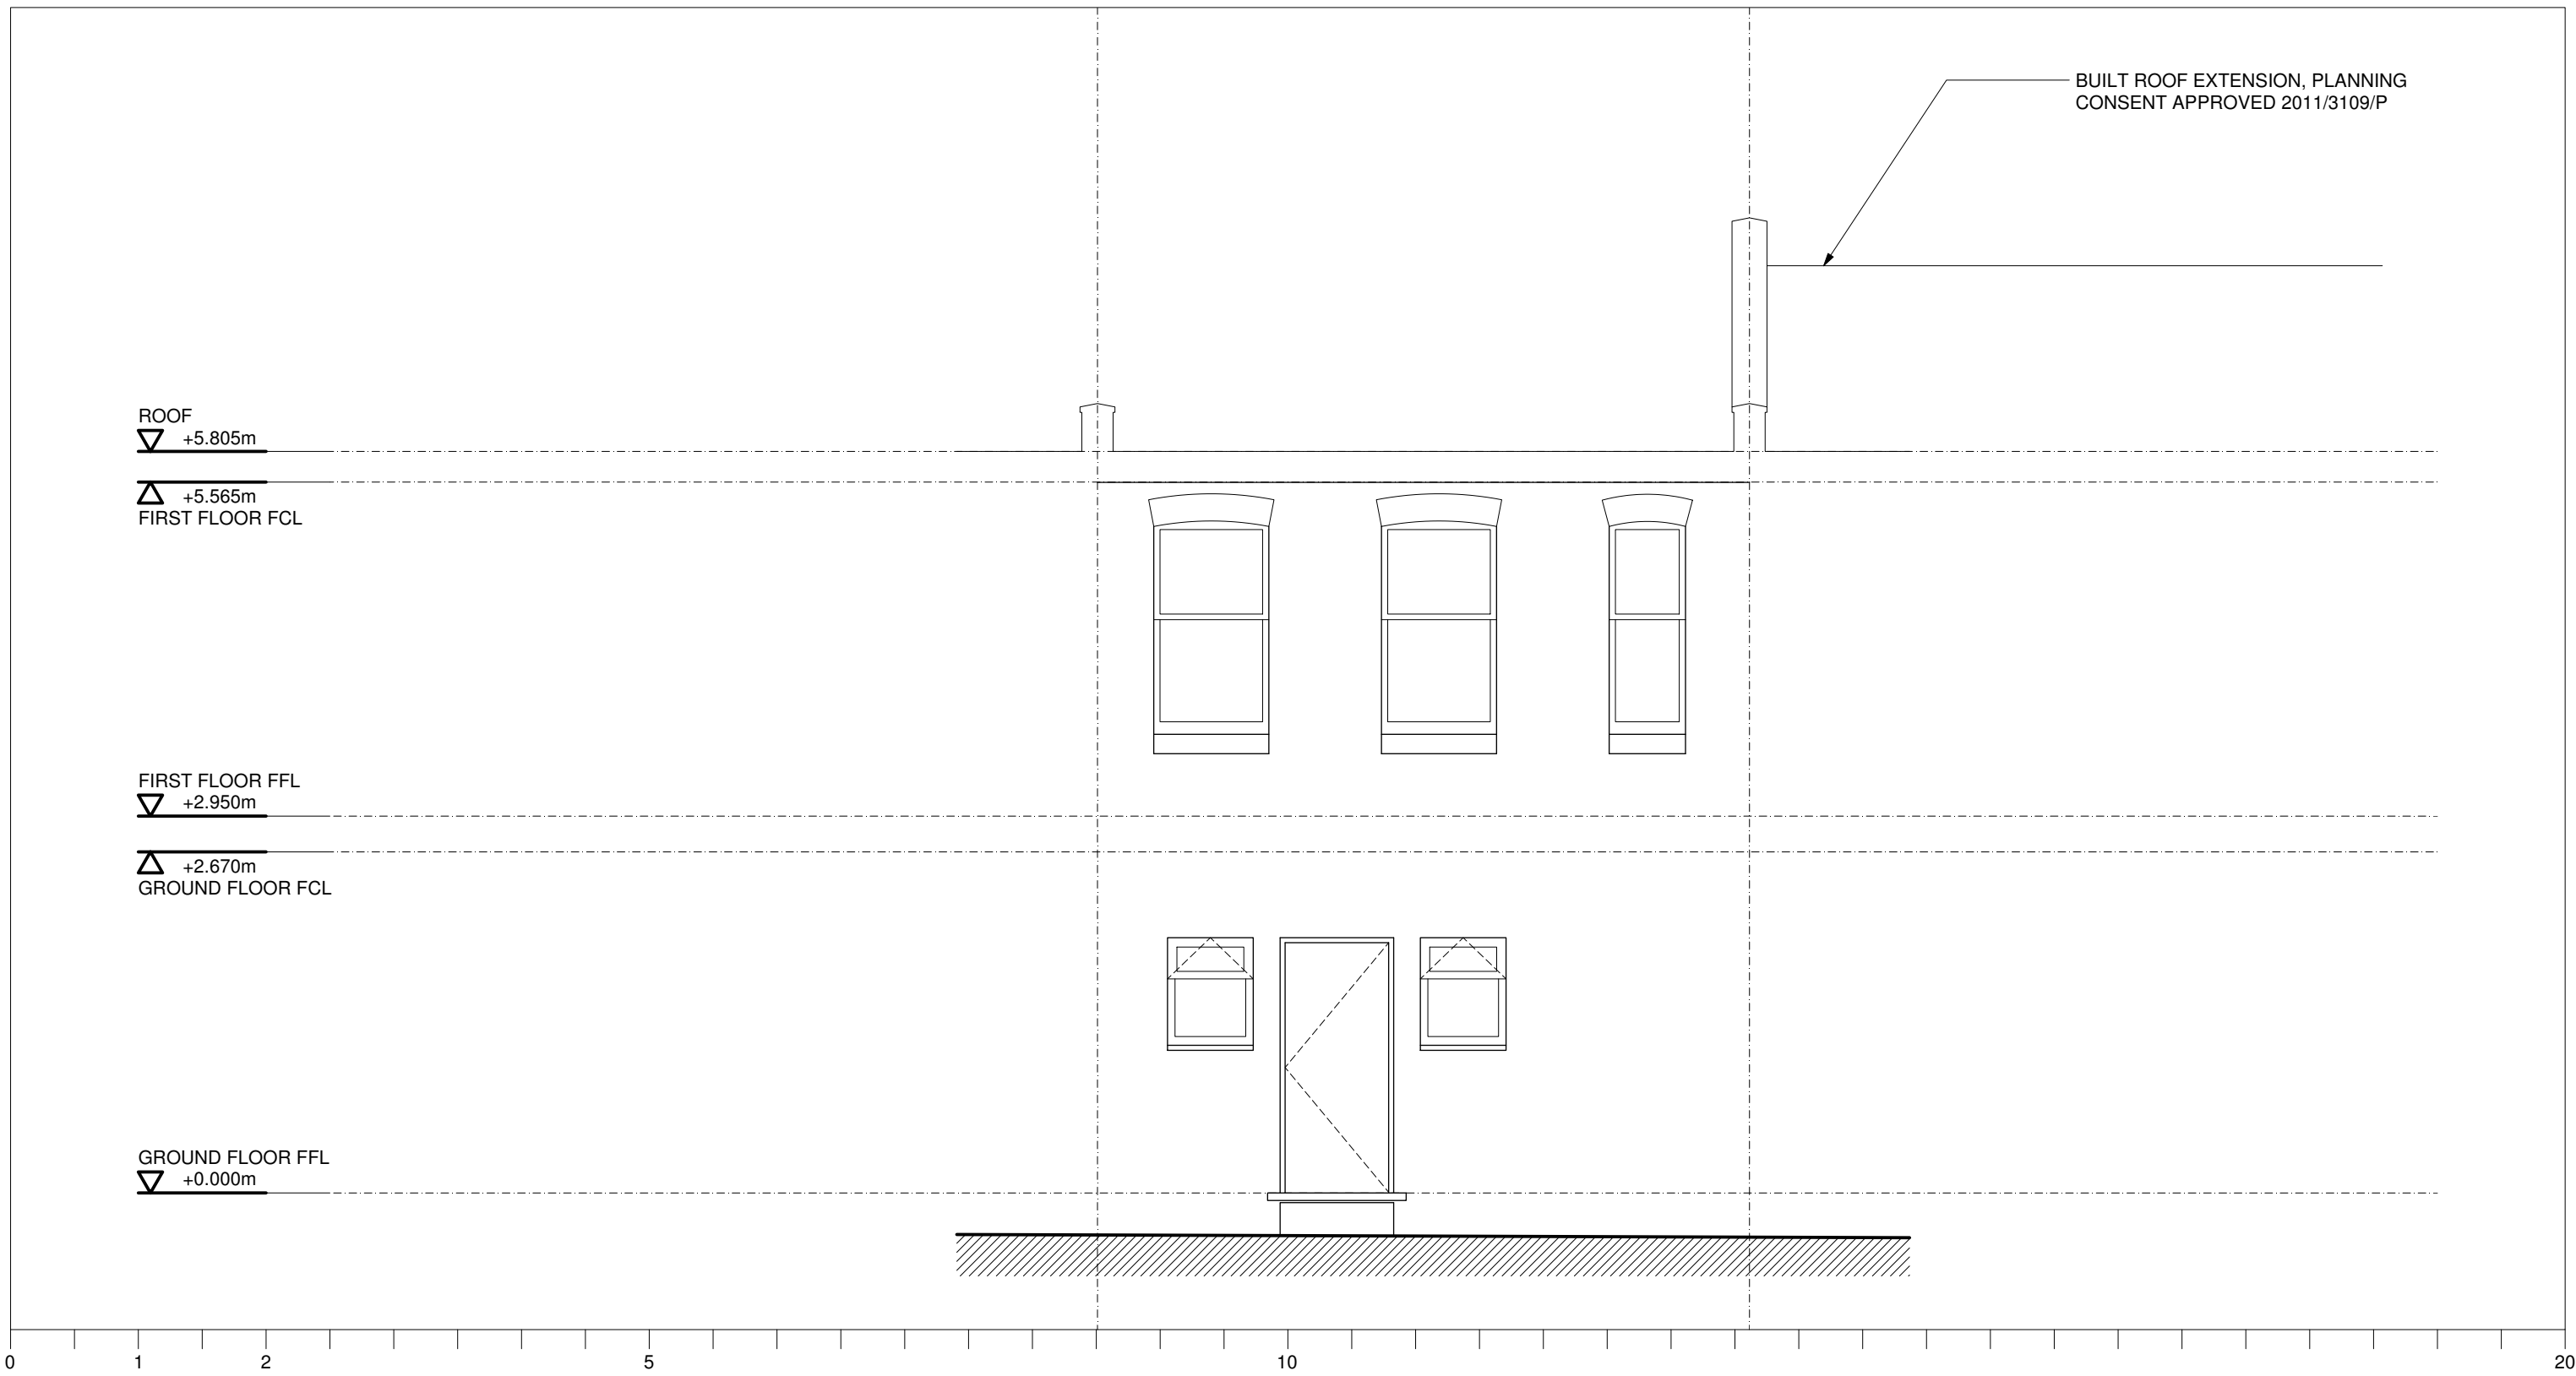 BUILT ROOF EXTENSION, PLANNING
CONSENT APPROVED 2011/3109/P
ROOF
+5.805m
+5.565m
FIRST FLOOR FCL
FIRST FLOOR FFL
+2.950m
+2.670m
GROUND FLOOR FCL
GROUND FLOOR FFL
+0.000m
0 1 2 5 10 20